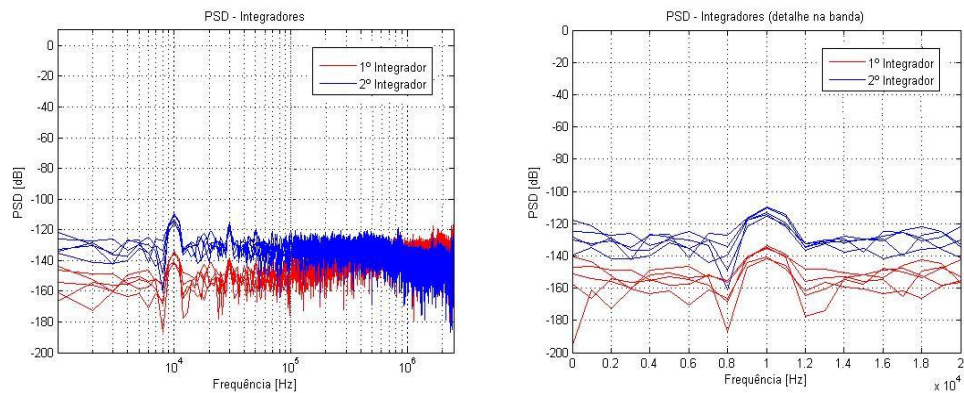 PSD - Integradores
0
-20
-40
-60
-80
-100
-120
-140
-160
-180
-200
PSD [dB]
1º Integrador
2º Integrador
10^4
10^5
10^6
Frequência [Hz]
PSD - Integradores (detalhe na banda)
0
-20
-40
-60
-80
-100
-120
-140
-160
-180
-200
PSD [dB]
1º Integrador
2º Integrador
0 0.2 0.4 0.6 0.8 1.0 1.2 1.4 1.6 1.8 2.0
Frequência [Hz]
x 10^4